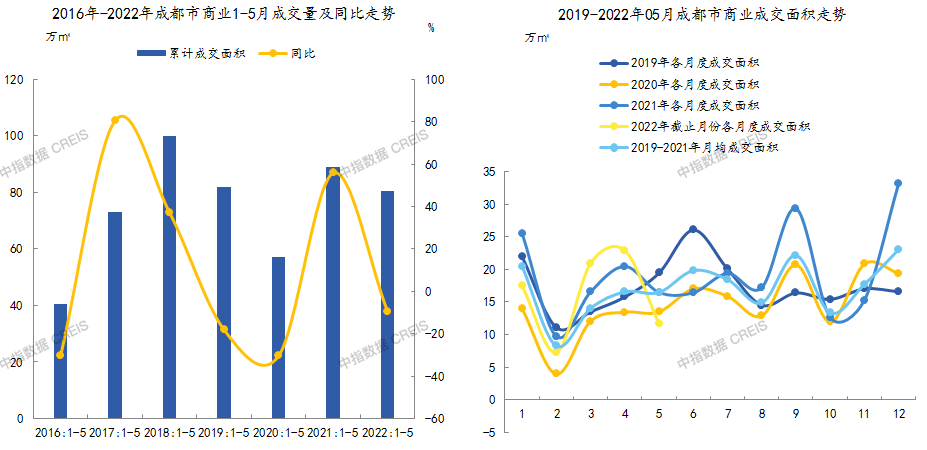 2016年-2022年成都市商业1-5月成交量及同比走势
万㎡
%
累计成交面积
同比
120
100
80
60
40
20
0
100
80
60
40
20
0
-20
-40
-60
2016:1-5 2017:1-5 2018:1-5 2019:1-5 2020:1-5 2021:1-5 2022:1-5
中指数据 CREIS
中指数据 CREIS
2019-2022年05月成都市商业成交面积走势
万㎡
2019年各月度成交面积
2020年各月度成交面积
2021年各月度成交面积
2022年截止月份各月度成交面积
2019-2021年月均成交面积
35
30
25
20
15
10
5
0
-5
1 2 3 4 5 6 7 8 9 10 11 12
中指数据 CREIS
中指数据 CREIS
中指数据 CREIS
中指数据 CREIS